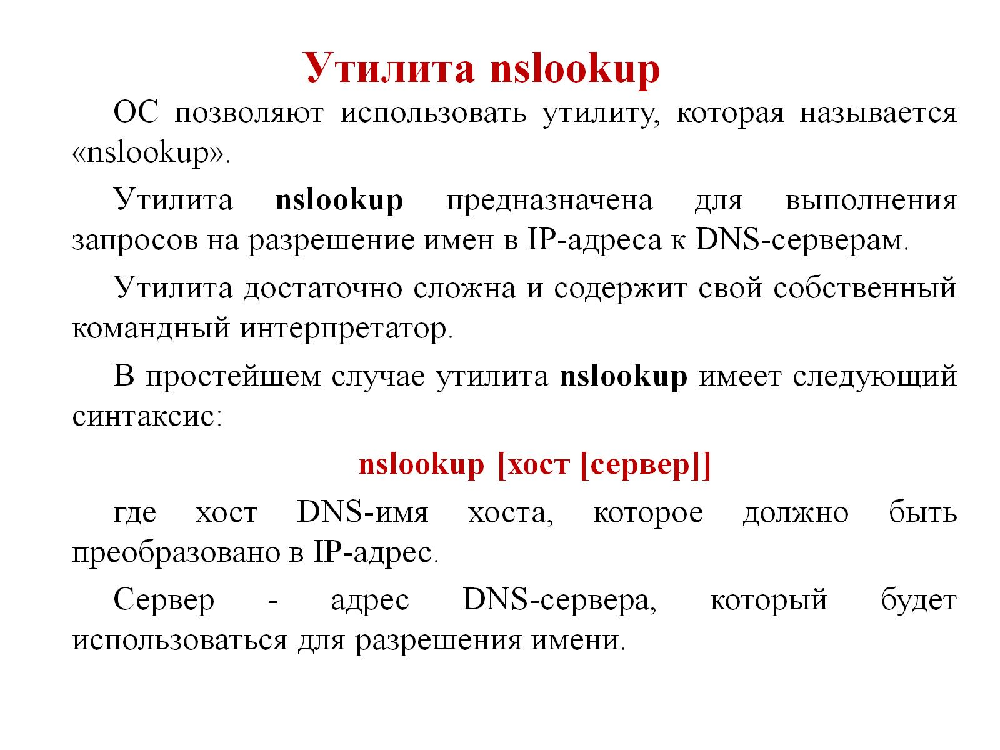 Утилита nslookup
ОС позволяют использовать утилиту, которая называется
«nslookup».
Утилита nslookup предназначена для выполнения
запросов на разрешение имен в IP-адреса к DNS-серверам.
Утилита достаточно сложна и содержит свой собственный
командный интерпретатор.
В простейшем случае утилита nslookup имеет следующий
синтаксис:
nslookup [хост [сервер]]
где хост DNS-имя хоста, которое должно быть
преобразовано в IP-адрес.
Сервер - адрес DNS-сервера, который будет
использоваться для разрешения имени.